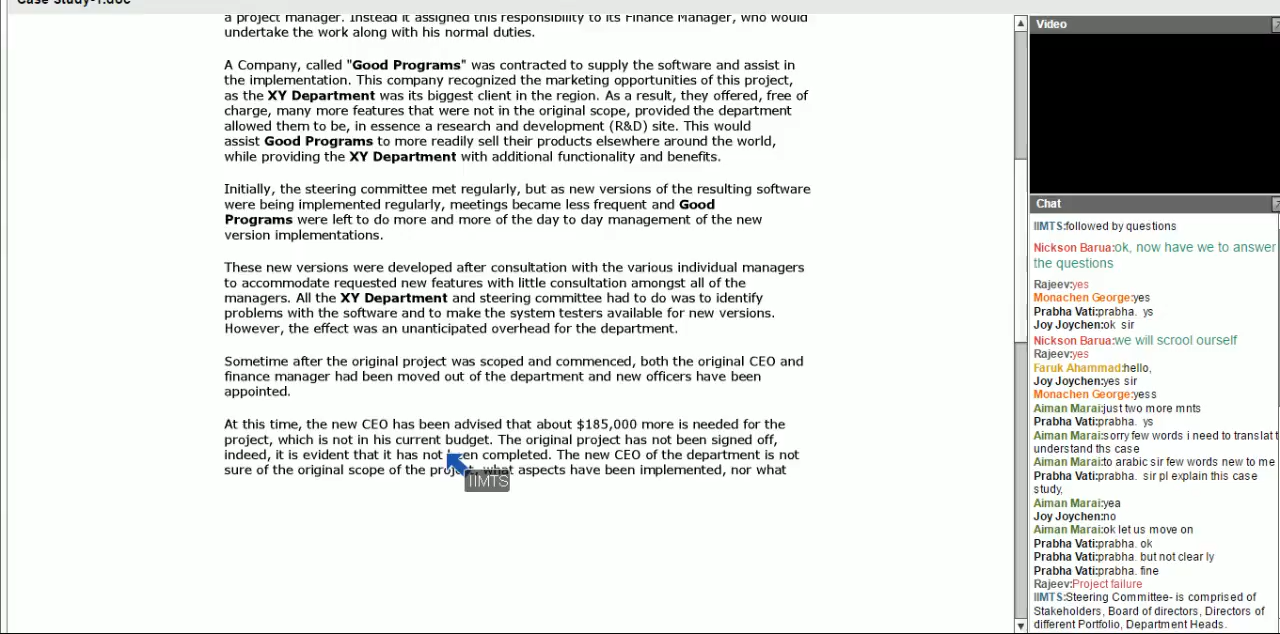 Case Study-1.doc
a project manager. Instead it assigned this responsibility to its Finance Manager, who would
undertake the work along with his normal duties.
A Company, called "Good Programs" was contracted to supply the software and assist in
the implementation. This company recognized the marketing opportunities of this project,
as the XY Department was its biggest client in the region. As a result, they offered, free of
charge, many more features that were not in the original scope, provided the department
allowed them to be, in essence a research and development (R&D) site. This would
assist Good Programs to more readily sell their products elsewhere around the world,
while providing the XY Department with additional functionality and benefits.
Initially, the steering committee met regularly, but as new versions of the resulting software
were being implemented regularly, meetings became less frequent and Good
Programs were left to do more and more of the day to day management of the new
version implementations.
These new versions were developed after consultation with the various individual managers
to accommodate requested new features with little consultation amongst all of the
managers. All the XY Department and steering committee had to do was to identify
problems with the software and to make the system testers available for new versions.
However, the effect was an unanticipated overhead for the department.
Sometime after the original project was scoped and commenced, both the original CEO and
finance manager had been moved out of the department and new officers have been
appointed.
At this time, the new CEO has been advised that about $185,000 more is needed for the
project, which is not in his current budget. The original project has not been signed off,
indeed, it is evident that it has not been completed. The new CEO of the department is not
sure of the original scope of the project, what aspects have been implemented, nor what
IIMTS
Video
Chat
IIMTS:followed by questions
Nickson Barua:ok, now have we to answer
the questions
Rajeev:yes
Monachen George:yes
Prabha Vati:prabha. ys
Joy Joychen:ok sir
Nickson Barua:we will scrool ourself
Rajeev:yes
Faruk Ahammad:hello,
Joy Joychen:yes sir
Monachen George:yess
Aiman Marai:just two more mnts
Prabha Vati:prabha. ys
Aiman Marai:sorry few words i need to translat t
understand ths case
Aiman Marai:to arabic sir few words new to me
Prabha Vati:prabha. sir pl explain this case
study,
Aiman Marai:yea
Joy Joychen:no
Aiman Marai:ok let us move on
Prabha Vati:prabha. ok
Prabha Vati:prabha. but not clear ly
Prabha Vati:prabha. fine
Rajeev:Project failure
IIMTS:Steering Committee- is comprised of
Stakeholders, Board of directors, Directors of
different Portfolio, Department Heads.